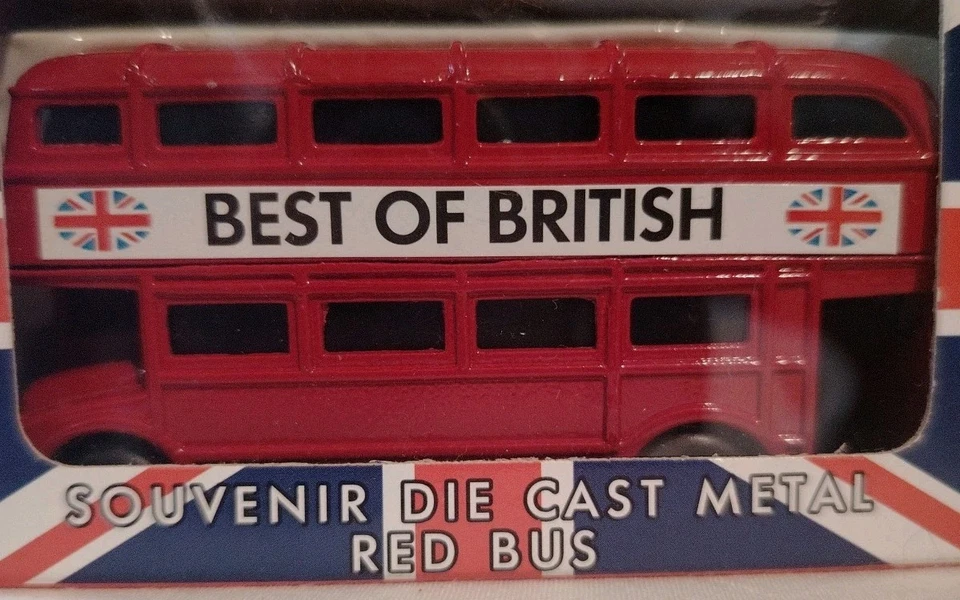 BEST OF BRITISH
SOUVENIR DIE CAST METAL
RED BUS